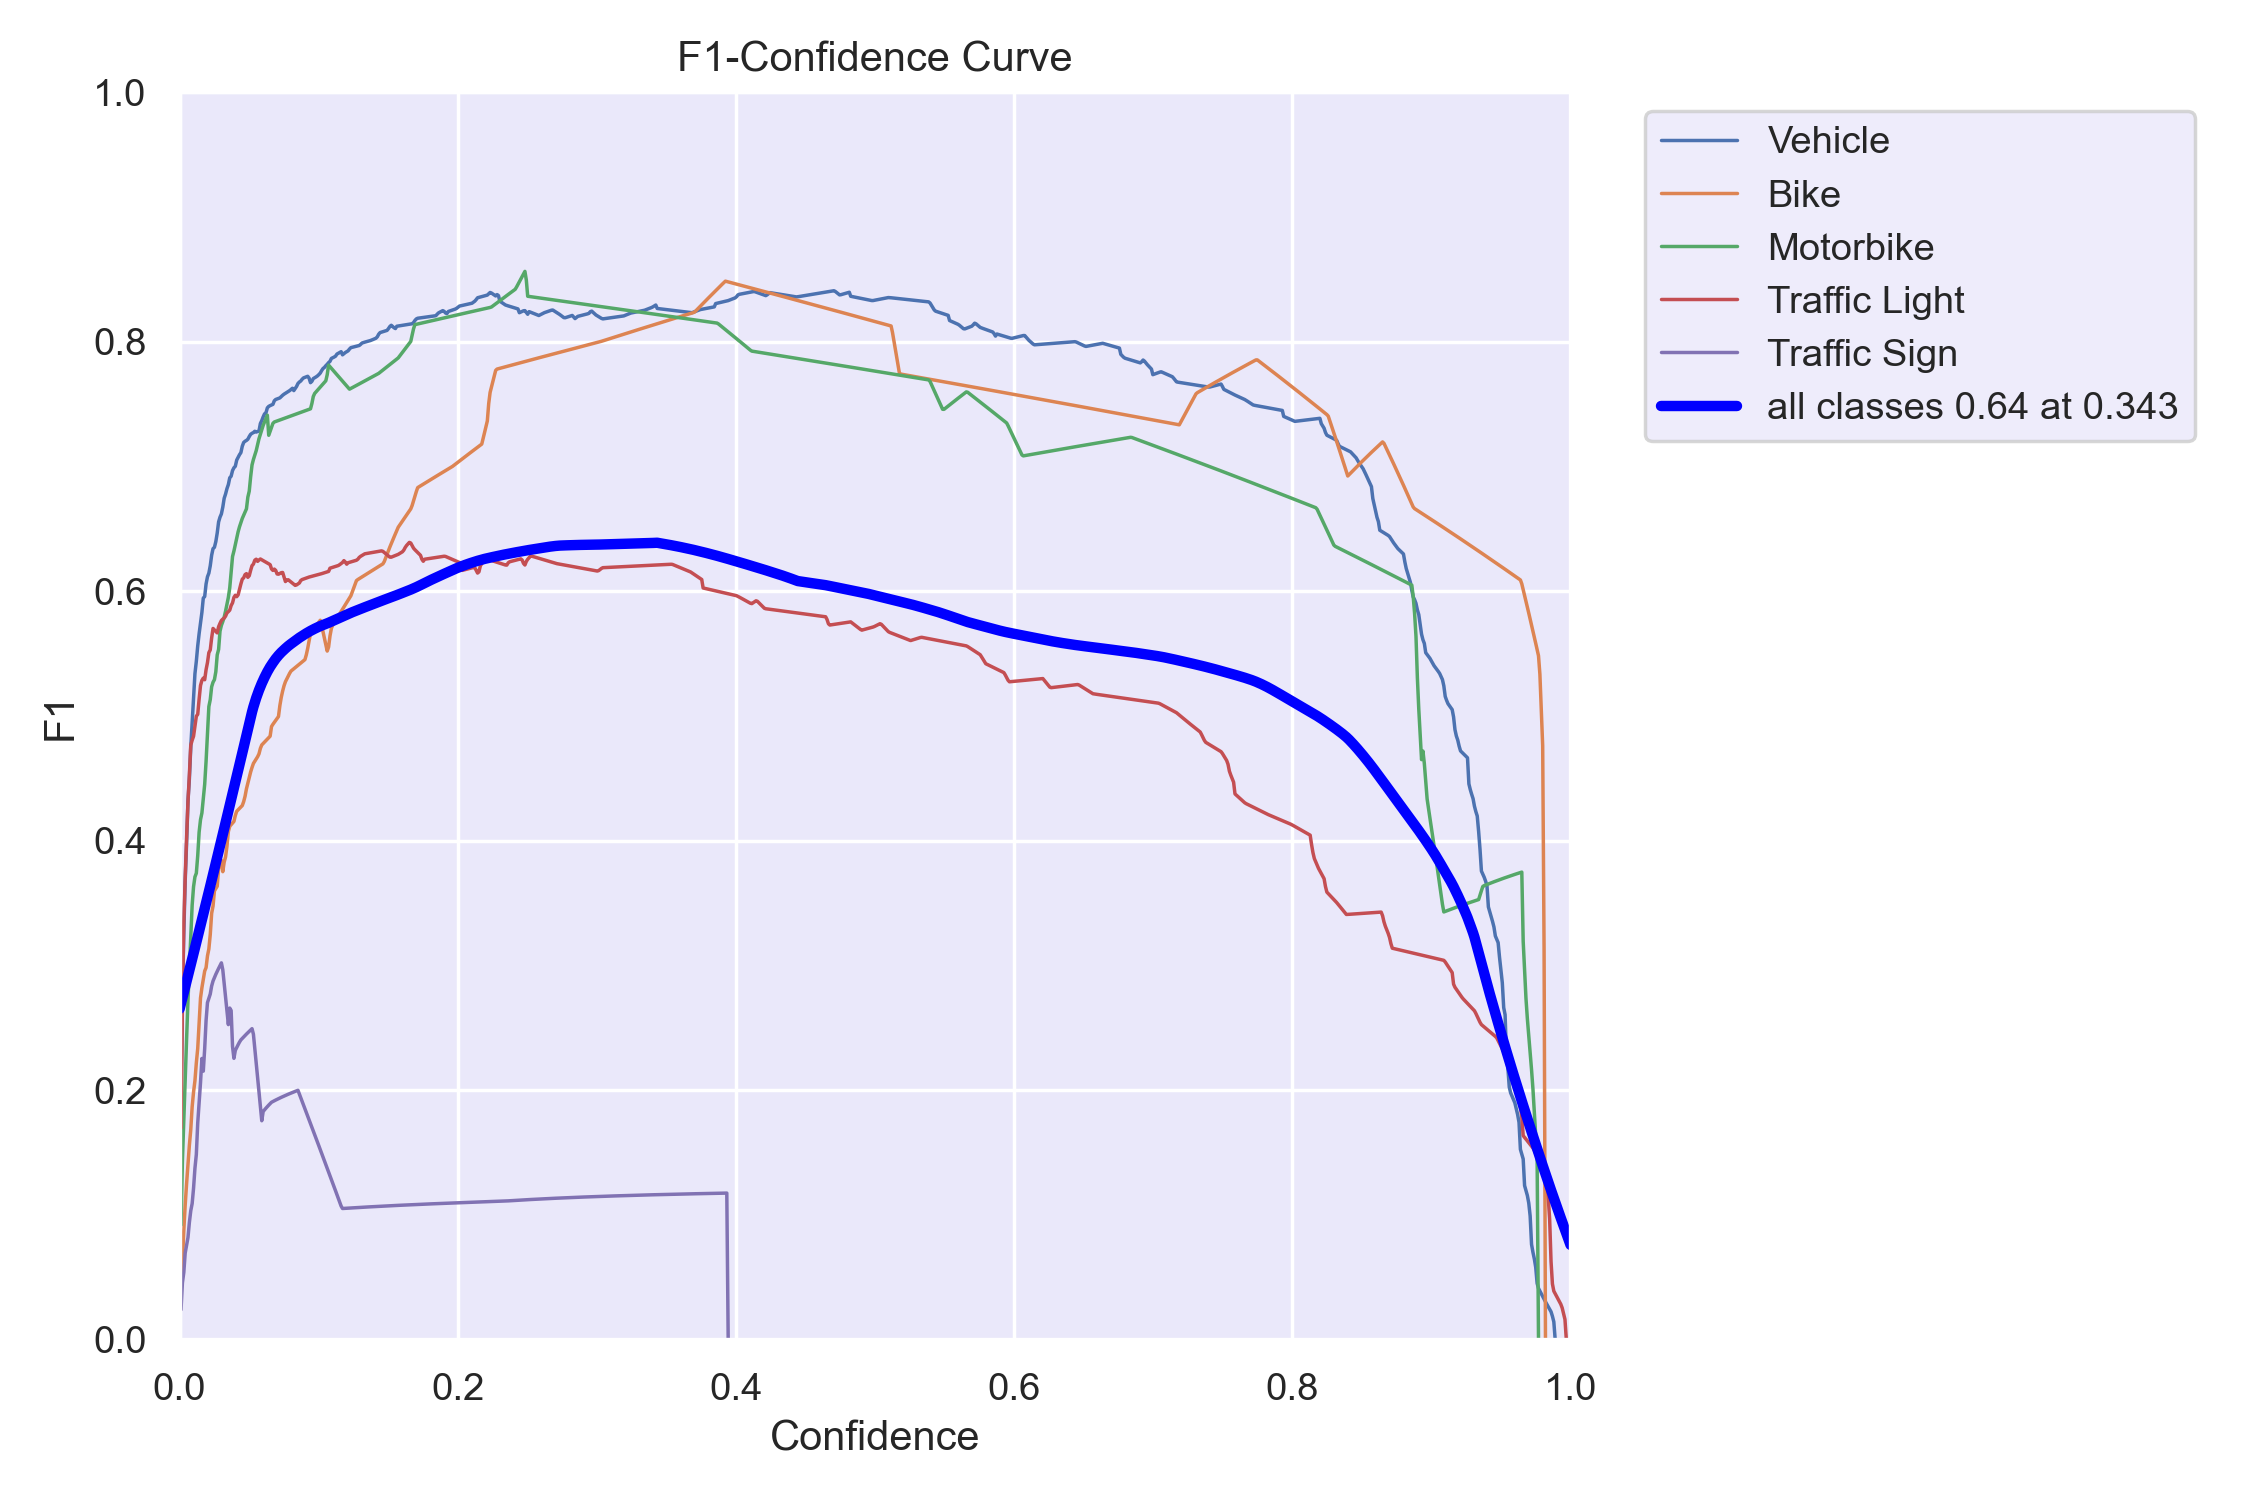 F1-Confidence Curve
1.0
0.8
0.6
0.4
0.2
0.0
F1
0.0 0.2 0.4 0.6 0.8 1.0
Confidence
Vehicle
Bike
Motorbike
Traffic Light
Traffic Sign
all classes 0.64 at 0.343